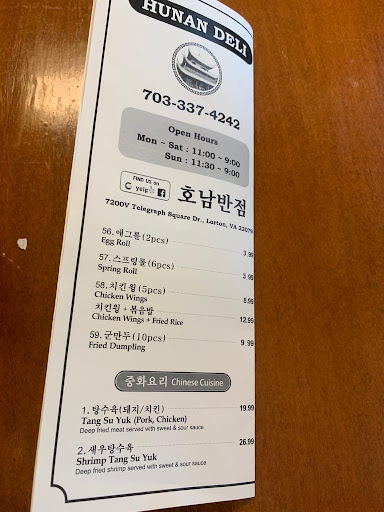 HUNAN DELI
703-337-4242
Open Hours
Mon ~ Sat : 11:00 ~ 9:00
Sun : 11:30 ~ 9:00
FIND US on
yelp
호남반점
7200V Telegraph Square Dr., Lorton, VA 22079
56. 에그롤(2pcs) 3.99
Egg Roll
57. 스프링롤(6pcs) 3.99
Spring Roll
58. 치킨윙(5pcs) 8.99
Chicken Wings
치킨윙 + 볶음밥 12.99
Chicken Wings + Fried Rice
59. 군만두(10pcs) 9.99
Fried Dumpling
중화요리 Chinese Cuisine
1. 탕수육(돼지/치킨) 19.99
Tang Su Yuk (Pork, Chicken)
Deep fried meat served with sweet & sour sauce
2. 새우탕수육 26.99
Shrimp Tang Su Yuk
Deep fried shrimp served with sweet & sour sauce